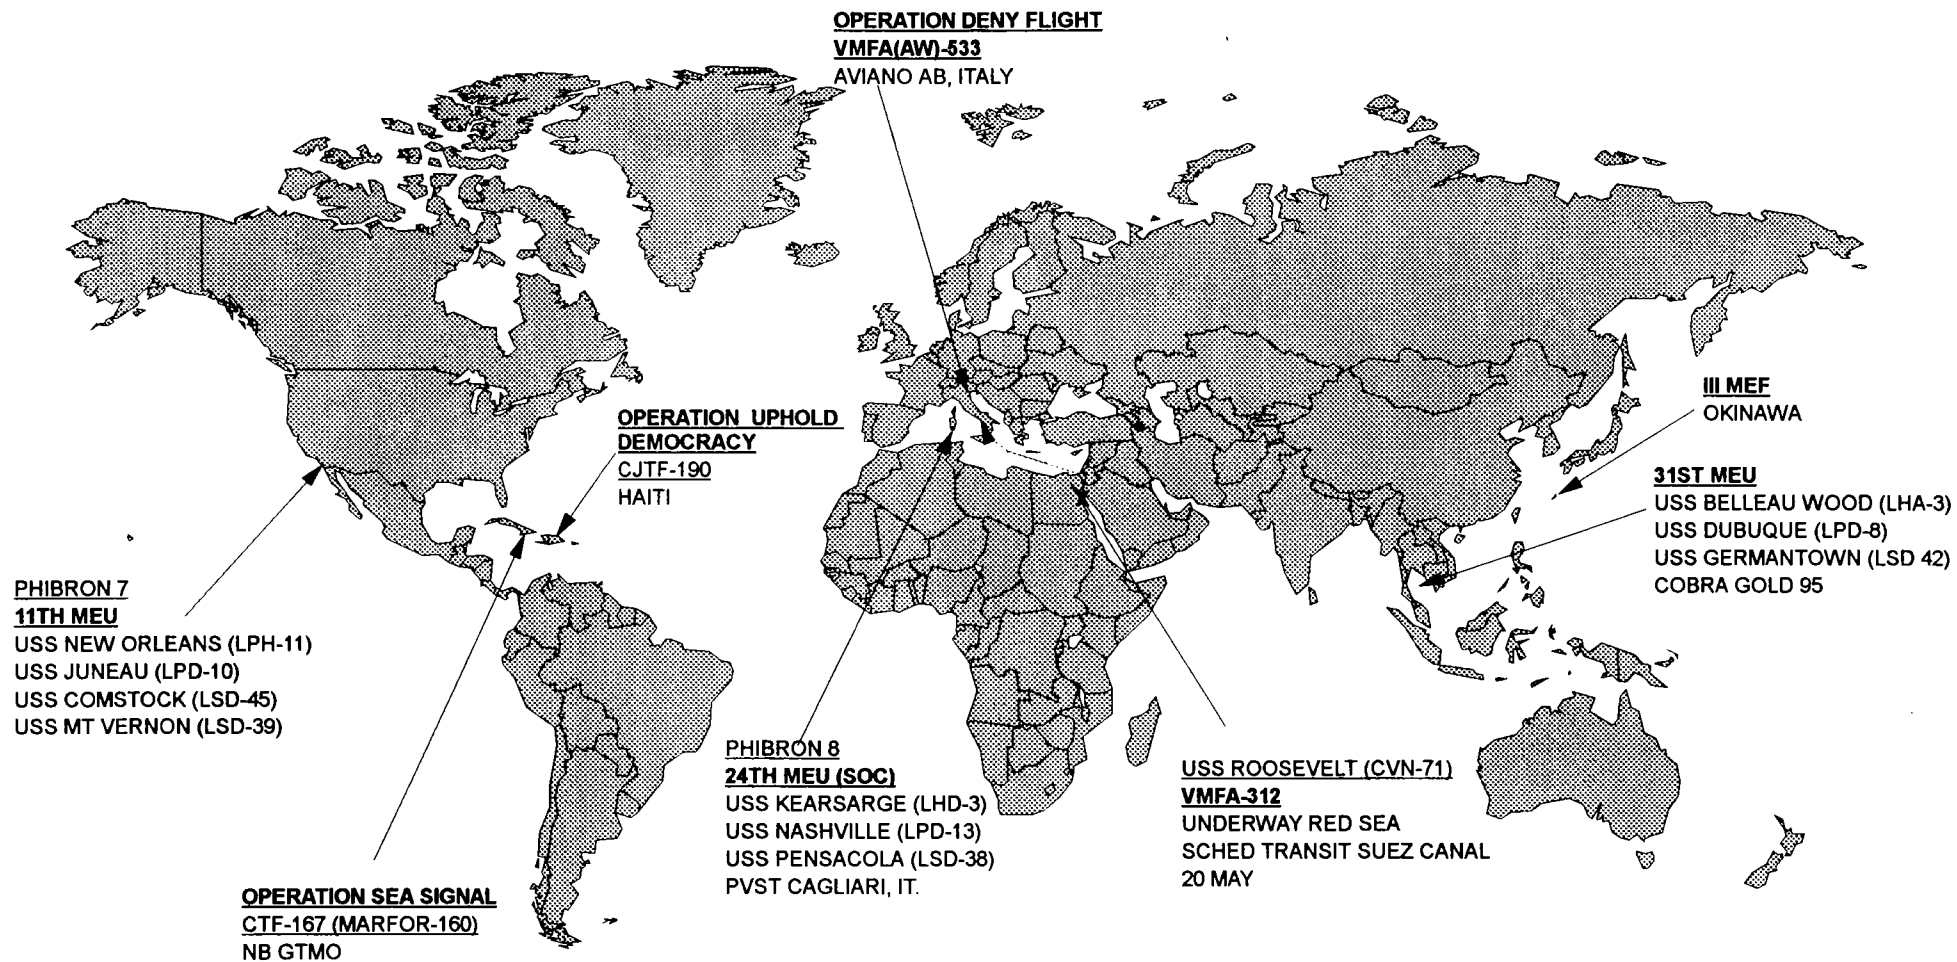 OPERATION DENY FLIGHT
VMFA(AW)-533
AVIANO AB, ITALY
III MEF
OKINAWA
OPERATION UPHOLD
DEMOCRACY
CJTF-190
HAITI
31ST MEU
USS BELLEAU WOOD (LHA-3)
USS DUBUQUE (LPD-8)
USS GERMANTOWN (LSD 42)
COBRA GOLD 95
PHIBRON 7
11TH MEU
USS NEW ORLEANS (LPH-11)
USS JUNEAU (LPD-10)
USS COMSTOCK (LSD-45)
USS MT VERNON (LSD-39)
PHIBRON 8
24TH MEU (SOC)
USS KEARSARGE (LHD-3)
USS NASHVILLE (LPD-13)
USS PENSACOLA (LSD-38)
PVST CAGLIARI, IT.
USS ROOSEVELT (CVN-71)
VMFA-312
UNDERWAY RED SEA
SCHED TRANSIT SUEZ CANAL
20 MAY
OPERATION SEA SIGNAL
CTF-167 (MARFOR-160)
NB GTMO